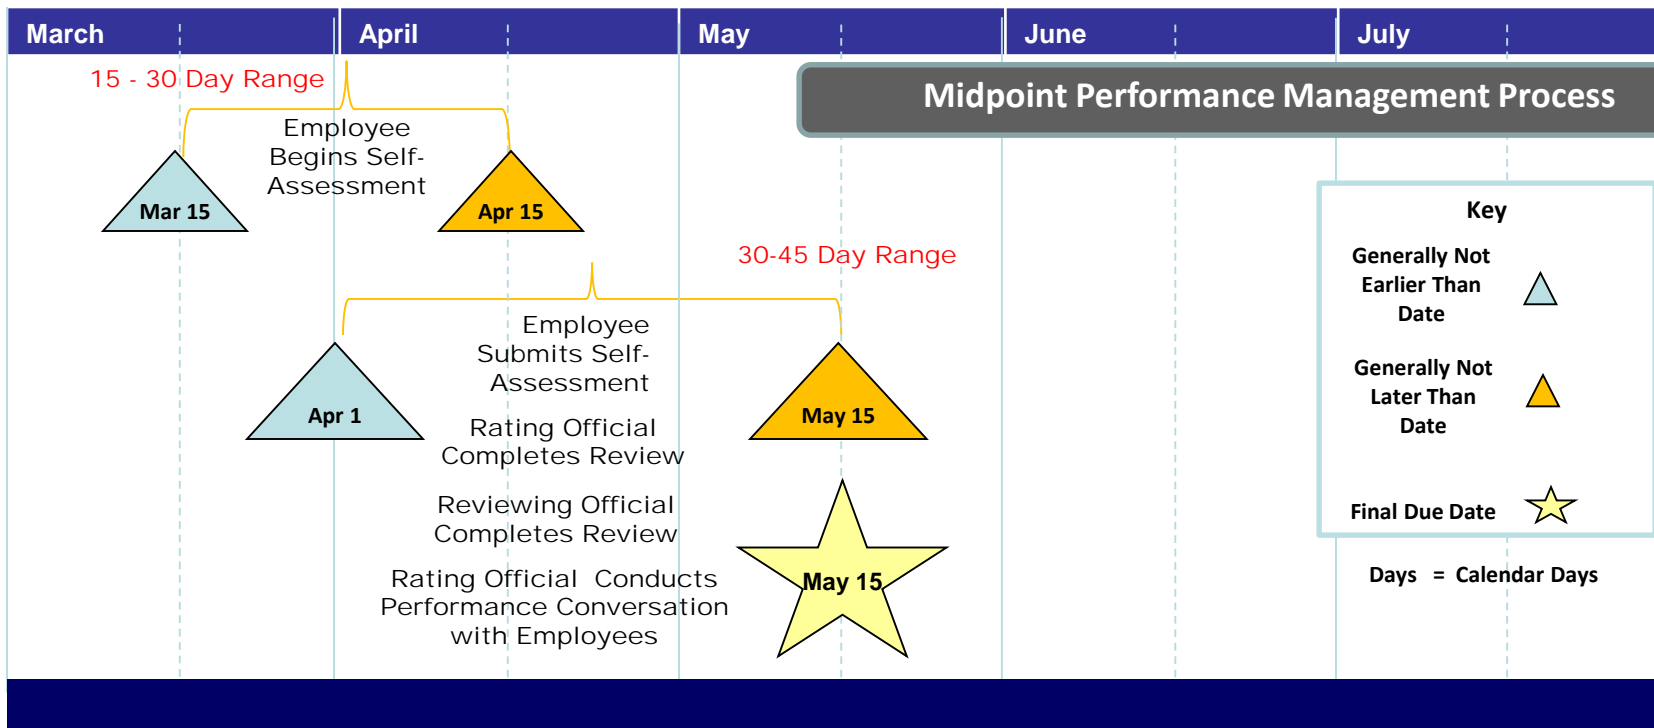 March
April
May
June
July
15 - 30 Day Range
Midpoint Performance Management Process
Employee
Begins Self-
Assessment
Mar 15
Apr 15
30-45 Day Range
Employee
Submits Self-
Assessment
Apr 1
May 15
Rating Official
Completes Review
Reviewing Official
Completes Review
Rating Official  Conducts
Performance Conversation
with Employees
May 15
Key
Generally Not
Earlier Than
Date
Generally Not
Later Than
Date
Final Due Date
Days = Calendar Days